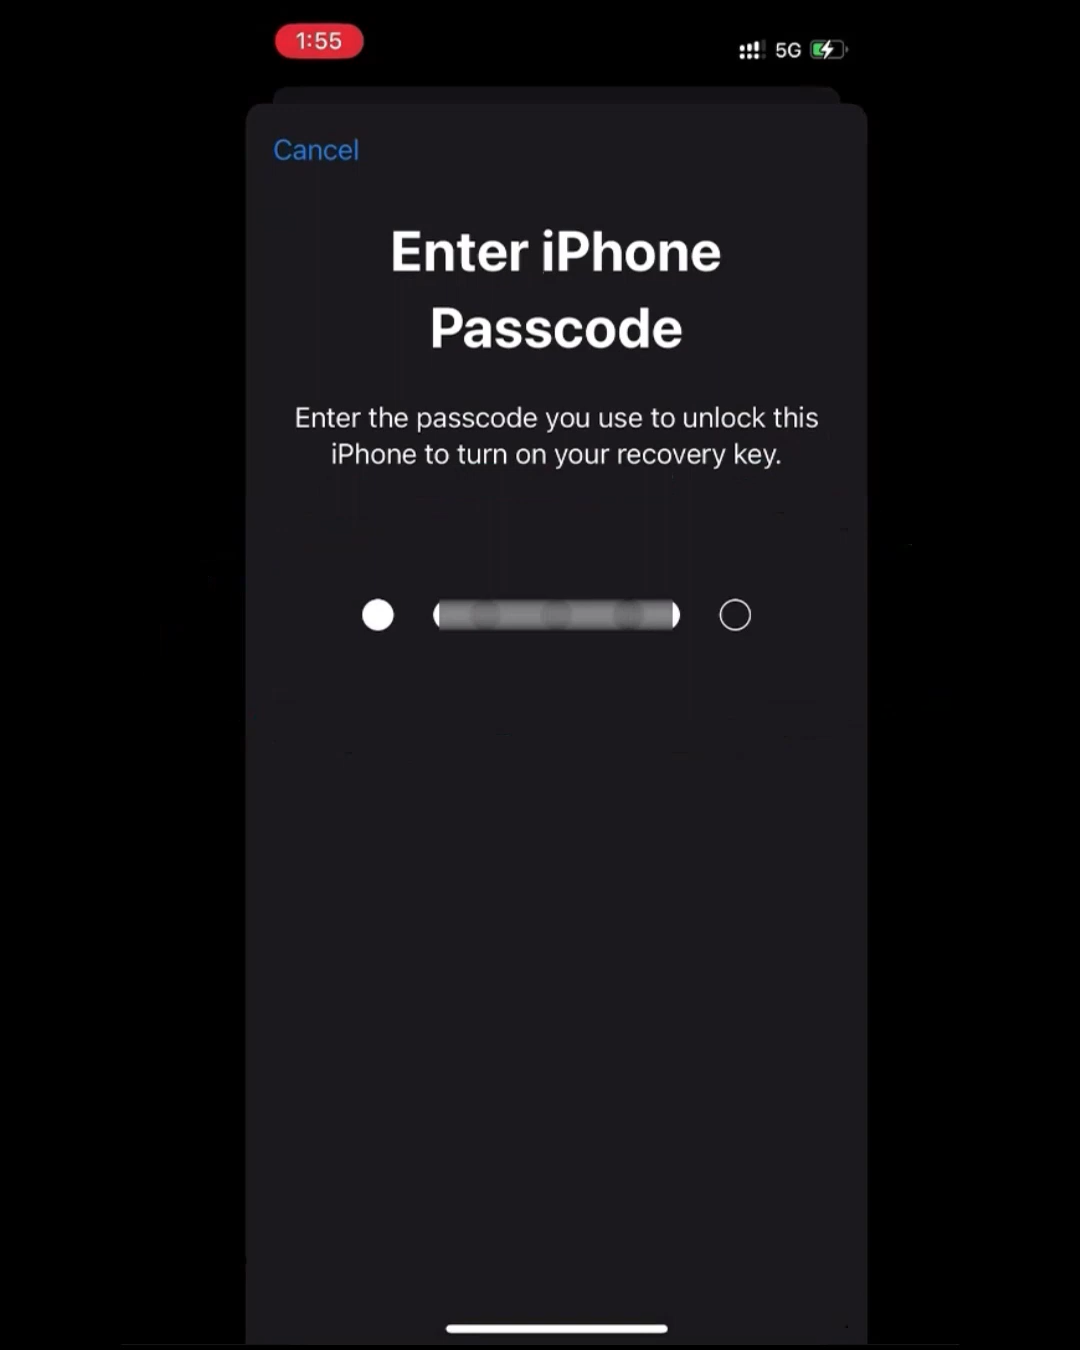 1:55
5G
Cancel
Enter iPhone
Passcode
Enter the passcode you use to unlock this
iPhone to turn on your recovery key.